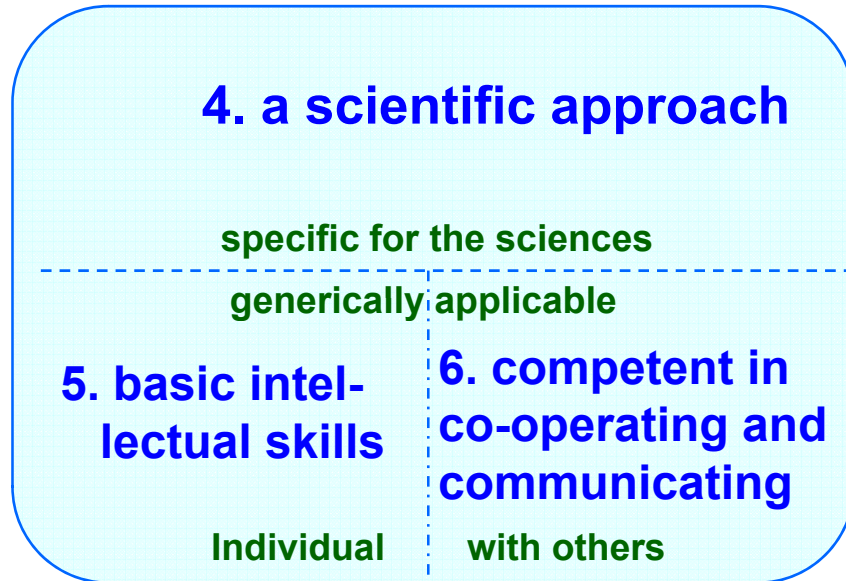 4. a scientific approach
specific for the sciences
generically applicable
5. basic intel-
lectual skills
6. competent in
co-operating and
communicating
Individual
with others